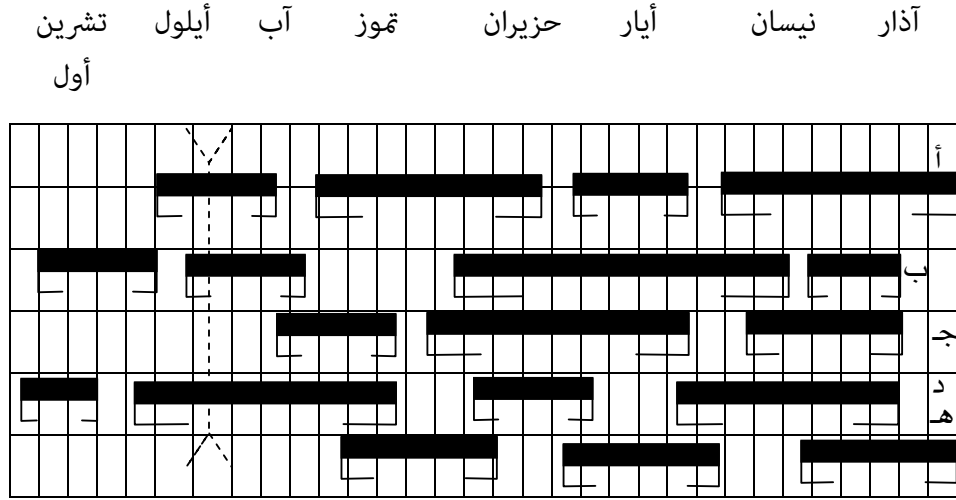 آذار نيسان أيار حزيران تموز آب أيلول تشرين
أول
أ
ب
جـ
د
هـ